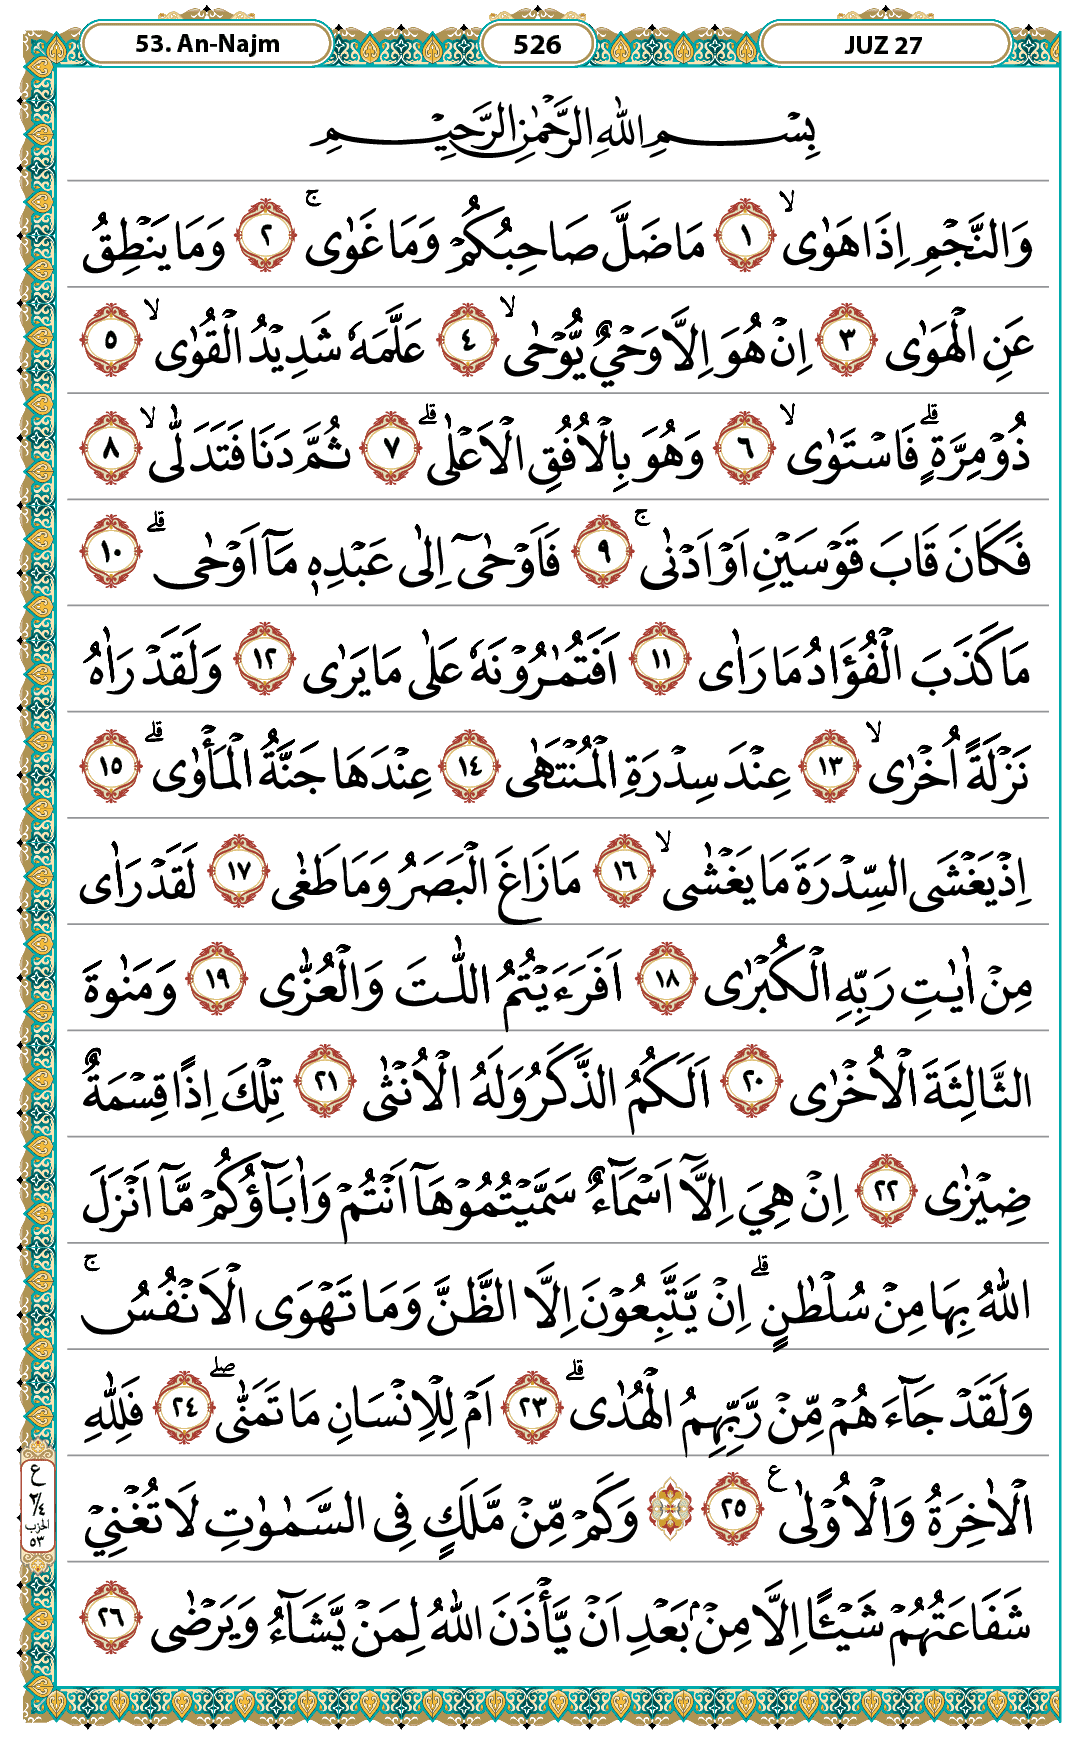 53. An-Najm
526
JUZ 27
بِسْمِ اللّٰهِ الرَّحْمٰنِ الرَّحِيْمِ
وَالنَّجْمِ اِذَا هَوٰىۙ ١ مَا ضَلَّ صَاحِبُكُمْ وَمَا غَوٰىۚ ٢ وَمَا يَنْطِقُ
عَنِ الْهَوٰى ٣ اِنْ هُوَ اِلَّا وَحْيٌ يُّوْحٰىۙ ٤ عَلَّمَهٗ شَدِيْدُ الْقُوٰىۙ ٥
ذُوْ مِرَّةٍۗ فَاسْتَوٰىۙ ٦ وَهُوَ بِالْاُفُقِ الْاَعْلٰىۗ ٧ ثُمَّ دَنَا فَتَدَلّٰىۙ ٨
فَكَانَ قَابَ قَوْسَيْنِ اَوْ اَدْنٰىۚ ٩ فَاَوْحٰىٓ اِلٰى عَبْدِهٖ مَآ اَوْحٰىۗ ١٠
مَا كَذَبَ الْفُؤَادُ مَا رَاٰى ١١ اَفَتُمٰرُوْنَهٗ عَلٰى مَا يَرٰى ١٢ وَلَقَدْ رَاٰهُ
نَزْلَةً اُخْرٰىۙ ١٣ عِنْدَ سِدْرَةِ الْمُنْتَهٰى ١٤ عِنْدَهَا جَنَّةُ الْمَأْوٰىۗ ١٥
اِذْ يَغْشَى السِّدْرَةَ مَا يَغْشٰىۙ ١٦ مَا زَاغَ الْبَصَرُ وَمَا طَغٰى ١٧ لَقَدْ رَاٰى
مِنْ اٰيٰتِ رَبِّهِ الْكُبْرٰى ١٨ اَفَرَءَيْتُمُ اللّٰتَ وَالْعُزّٰى ١٩ وَمَنٰوةَ
الثَّالِثَةَ الْاُخْرٰى ٢٠ اَلَكُمُ الذَّكَرُ وَلَهُ الْاُنْثٰى ٢١ تِلْكَ اِذًا قِسْمَةٌ
ضِيْزٰى ٢٢ اِنْ هِيَ اِلَّآ اَسْمَآءٌ سَمَّيْتُمُوْهَآ اَنْتُمْ وَاٰبَآؤُكُمْ مَّآ اَنْزَلَ
اللّٰهُ بِهَا مِنْ سُلْطٰنٍۗ اِنْ يَّتَّبِعُوْنَ اِلَّا الظَّنَّ وَمَا تَهْوَى الْاَنْفُسُۚ
وَلَقَدْ جَآءَهُمْ مِّنْ رَّبِّهِمُ الْهُدٰىۗ ٢٣ اَمْ لِلْاِنْسَانِ مَا تَمَنّٰىۖ ٢٤ فَلِلّٰهِ
الْاٰخِرَةُ وَالْاُوْلٰى ࣖ ٢٥ وَكَمْ مِّنْ مَّلَكٍ فِى السَّمٰوٰتِ لَا تُغْنِيْ
شَفَاعَتُهُمْ شَيْـًٔا اِلَّا مِنْۢ بَعْدِ اَنْ يَّأْذَنَ اللّٰهُ لِمَنْ يَّشَآءُ وَيَرْضٰى ٢٦
ع
٢/٤
الحزب
٥٣